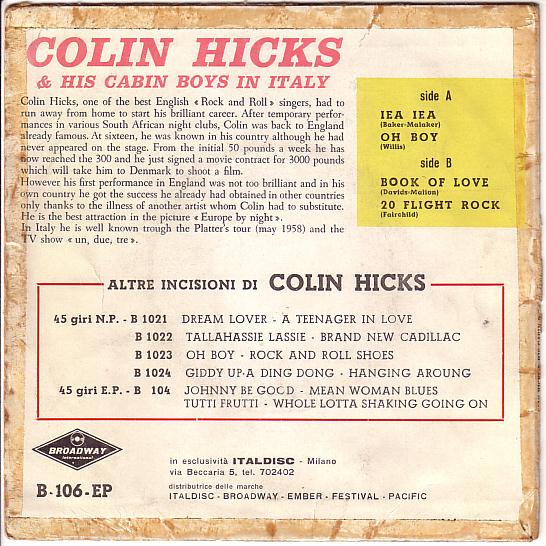 COLIN HICKS
& HIS CABIN BOYS IN ITALY
Colin Hicks, one of the best English « Rock and Roll » singers, had to
run away from home to start his brilliant career. After temporary perfor-
mances in various South African night clubs, Colin was back to England
already famous. At sixteen, he was known in his country although he had
never appeared on the stage. From the initial 50 pounds a week he has
now reached the 300 and he just signed a movie contract for 3000 pounds
which will take him to Denmark to shoot a film.
However his first performance in England was not too brilliant and in his
own country he got the success he already had obtained in other countries
only thanks to the illness of another artist whom Colin had to substitute.
He is the best attraction in the picture « Europe by night ».
In Italy he is well known trough the Platter's tour (may 1958) and the
TV show « un, due, tre ».
side A
IEA IEA
(Baker-Malaker)
OH BOY
(Willis)
side B
BOOK OF LOVE
(Davids-Malion)
20 FLIGHT ROCK
(Fairchild)
ALTRE INCISIONI DI COLIN HICKS
45 giri N.P. - B 1021 DREAM LOVER - A TEENAGER IN LOVE
B 1022 TALLAHASSIE LASSIE - BRAND NEW CADILLAC
B 1023 OH BOY - ROCK AND ROLL SHOES
B 1024 GIDDY UP-A DING DONG - HANGING AROUNG
45 giri E.P. - B 104 JOHNNY BE GOOD - MEAN WOMAN BLUES
TUTTI FRUTTI - WHOLE LOTTA SHAKING GOING ON
BROADWAY
International
B-106-EP
in esclusività ITALDISC - Milano
via Beccaria 5, tel. 702402
distributrice delle marche
ITALDISC - BROADWAY - EMBER - FESTIVAL - PACIFIC